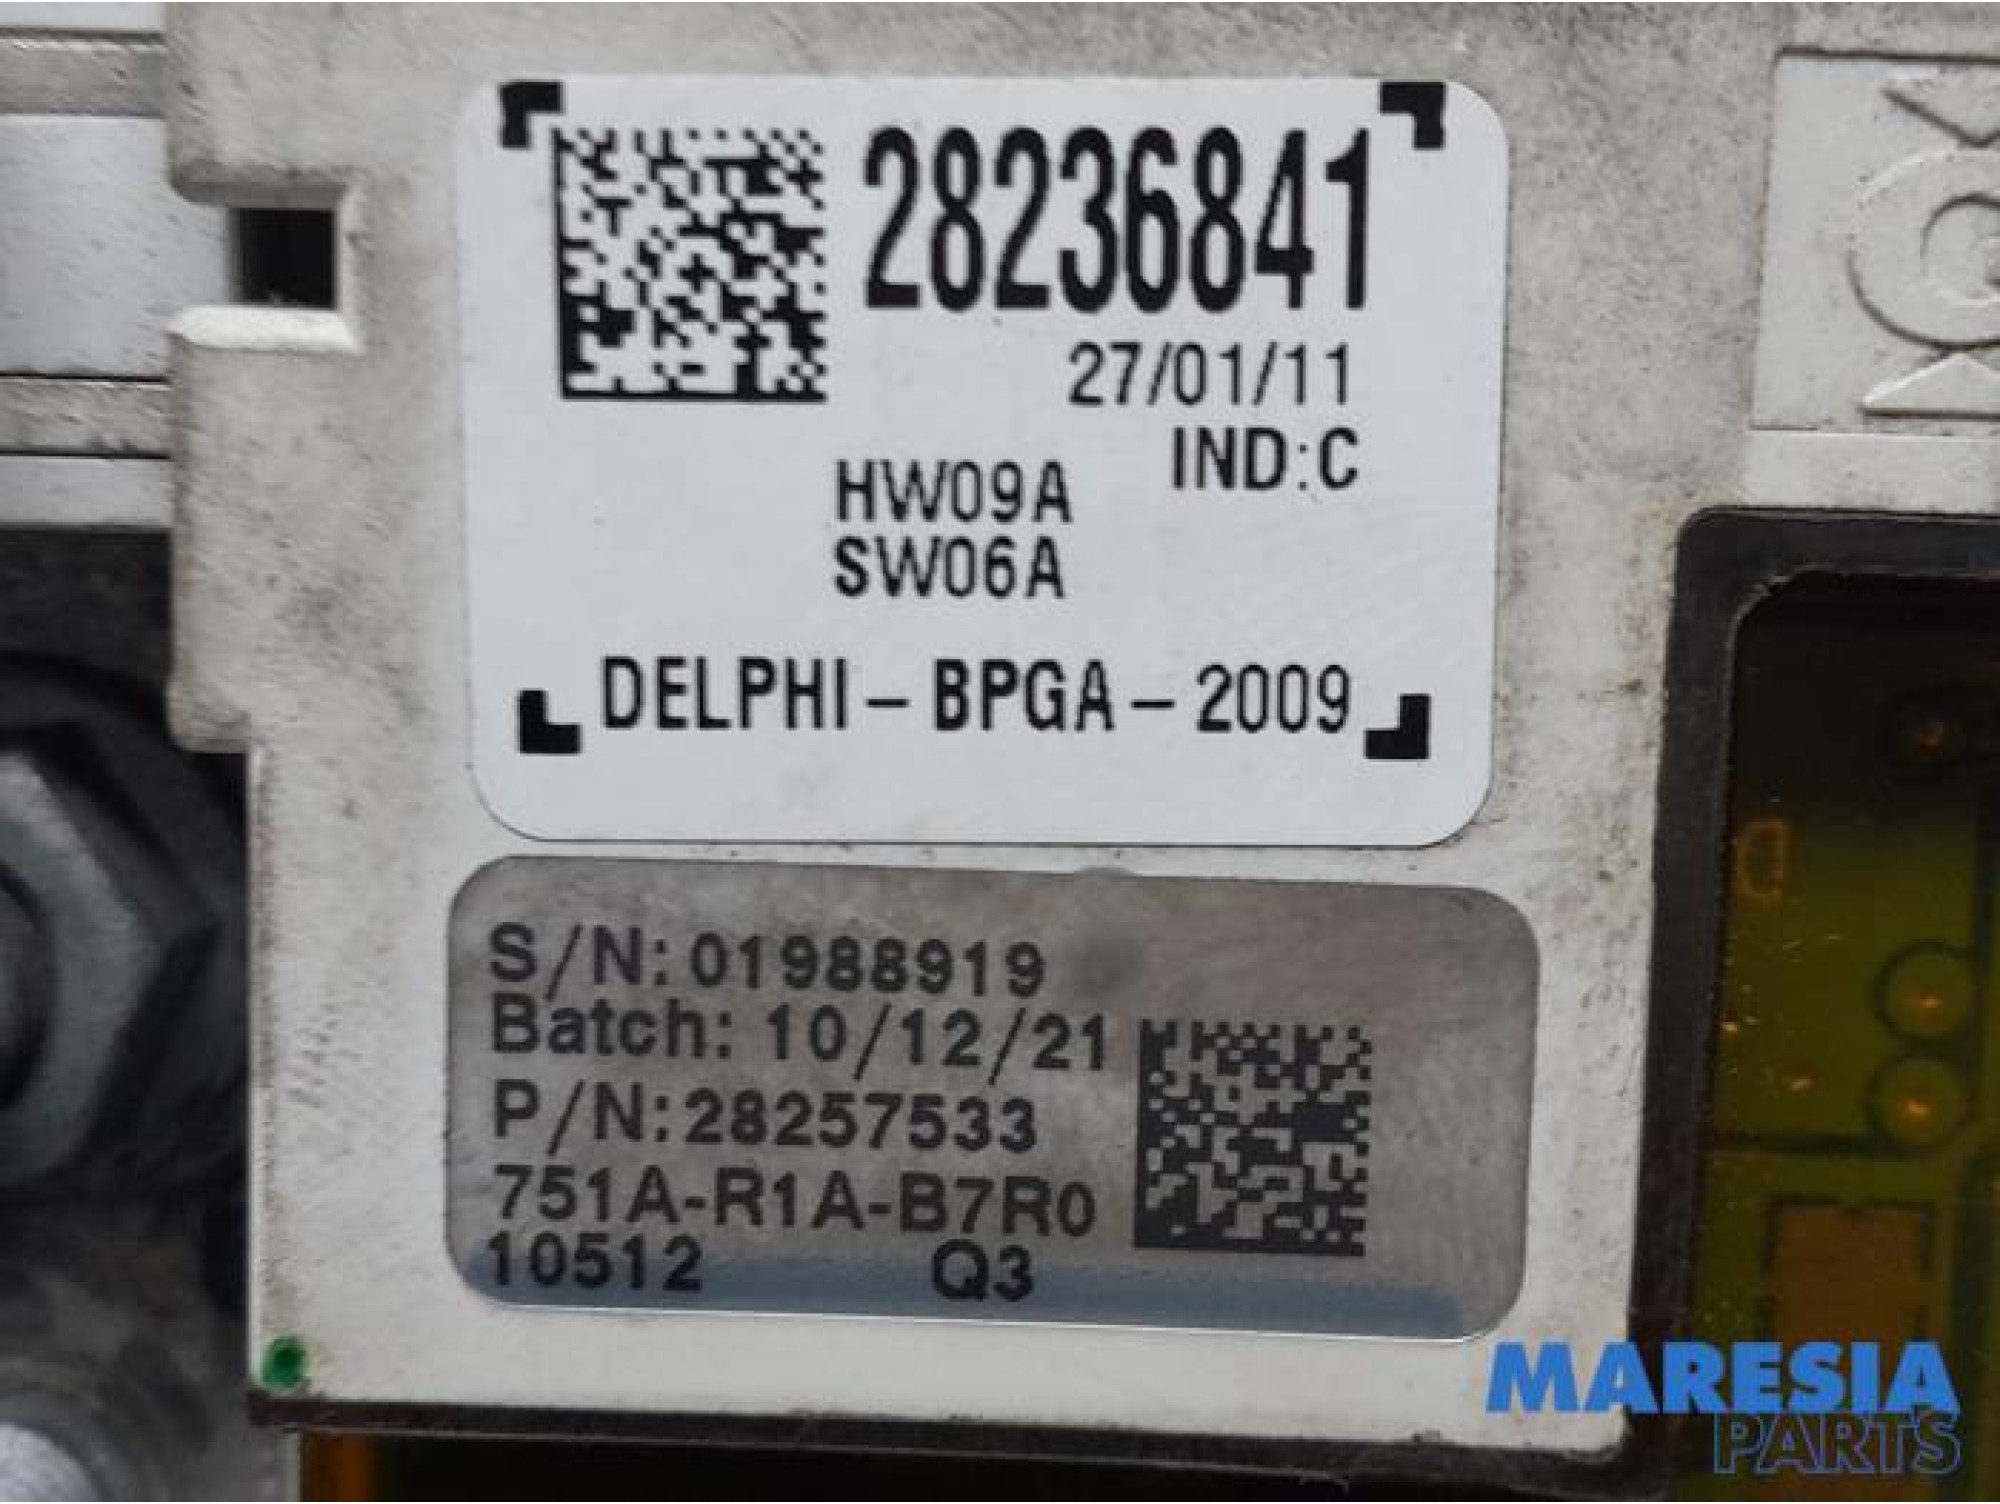 28236841
27/01/11
IND:C
HW09A
SW06A
DELPHI-BPGA-2009
S/N:01988919
Batch: 10/12/21
P/N:28257533
751A-R1A-B7R0
10512 Q3
D
MARESIA
PARTS